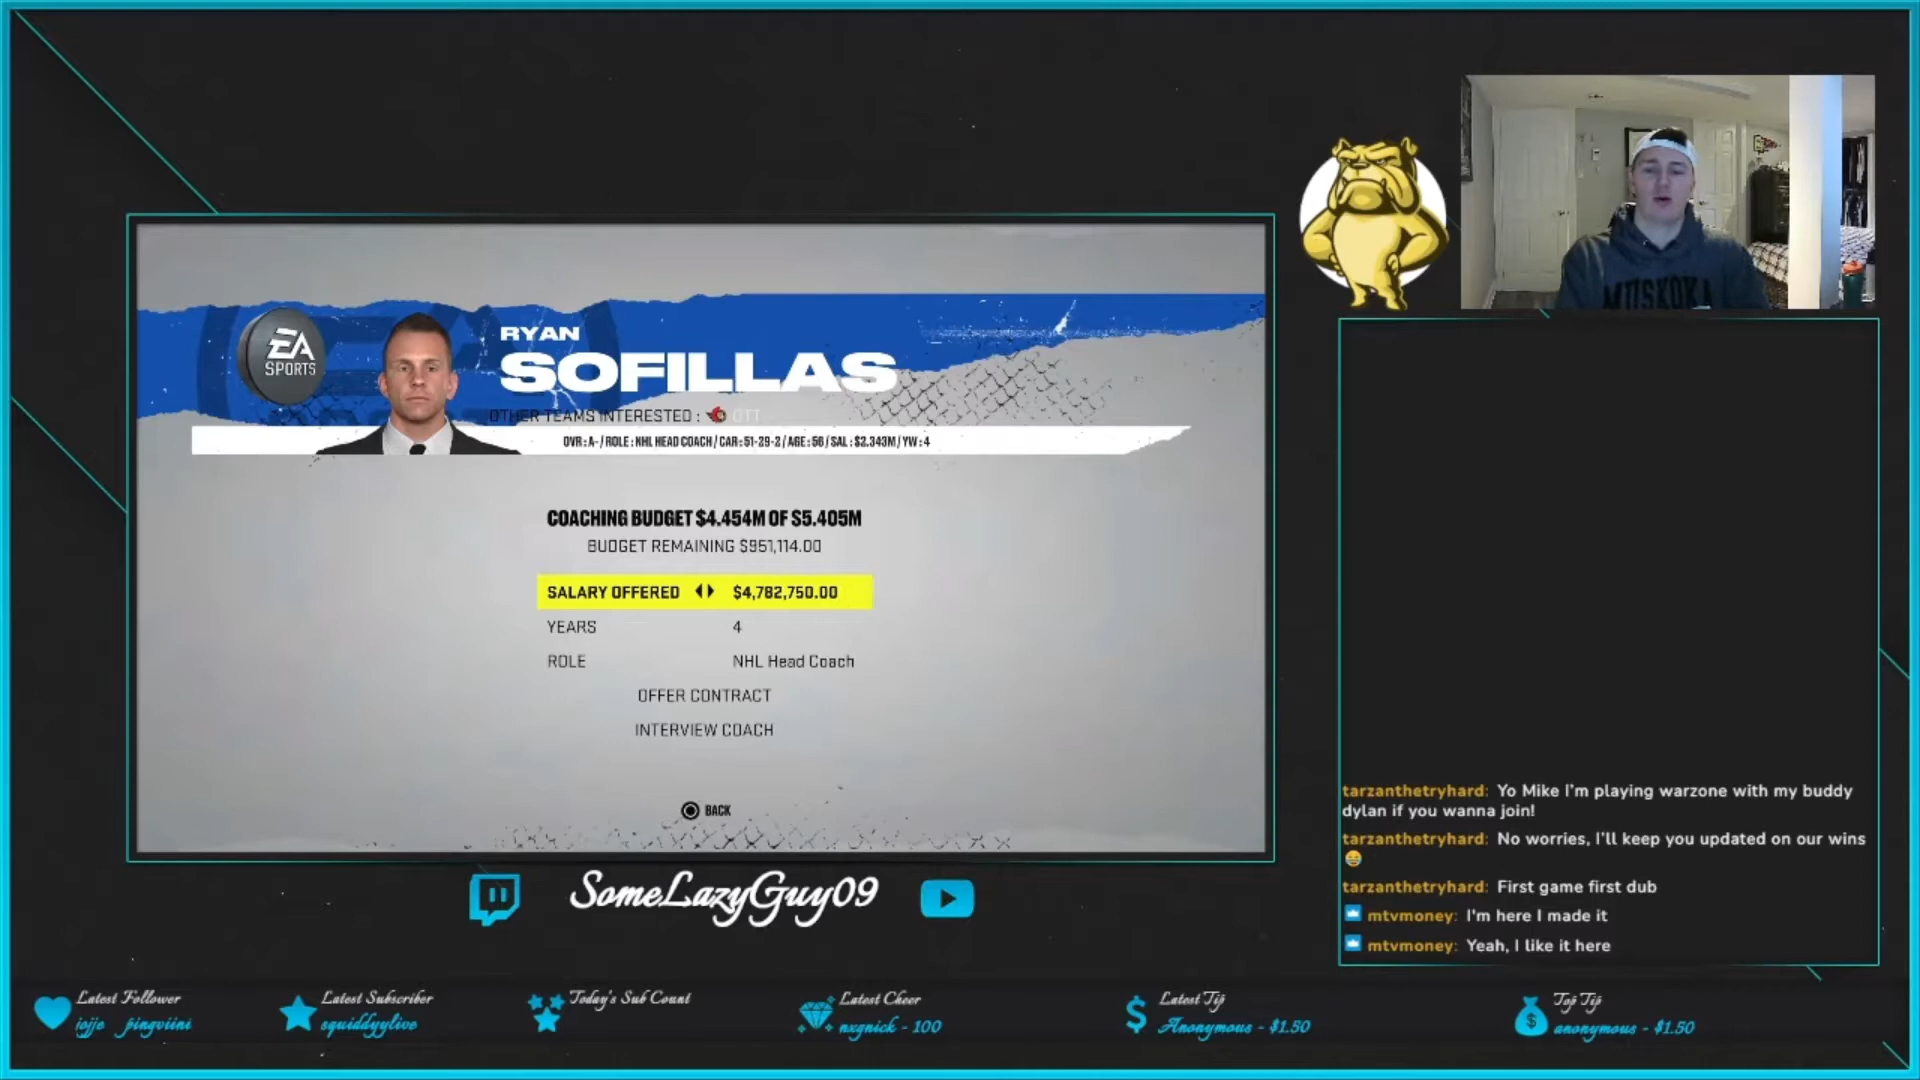 EA
SPORTS
RYAN
SOFILLAS
OTHER TEAMS INTERESTED : OTT
OVR : A- / ROLE : NHL HEAD COACH / CAR : 51-29-2 / AGE : 56 / SAL : $2.343M / YW : 4
COACHING BUDGET $4.454M OF $5.405M
BUDGET REMAINING $951,114.00
SALARY OFFERED $4,782,750.00
YEARS 4
ROLE NHL Head Coach
OFFER CONTRACT
INTERVIEW COACH
BACK
MUSKOKA
tarzanthetryhard: Yo Mike I'm playing warzone with my buddy
dylan if you wanna join!
tarzanthetryhard: No worries, I'll keep you updated on our wins
😂
tarzanthetryhard: First game first dub
mtvmoney: I'm here I made it
mtvmoney: Yeah, I like it here
SomeLazyGuy09
Latest Follower
jojje_pingviini
Latest Subscriber
squiddyylive
Today's Sub Count
Latest Cheer
nxgnick - 100
Latest Tip
Anonymous - $1.50
Top Tip
anonymous - $1.50